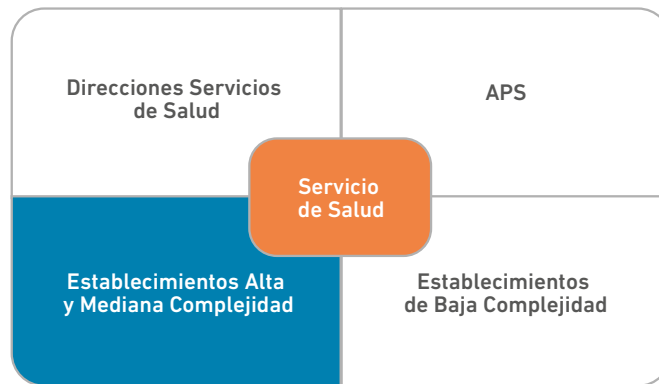 Direcciones Servicios
de Salud
APS
Servicio
de Salud
Establecimientos Alta
y Mediana Complejidad
Establecimientos
de Baja Complejidad